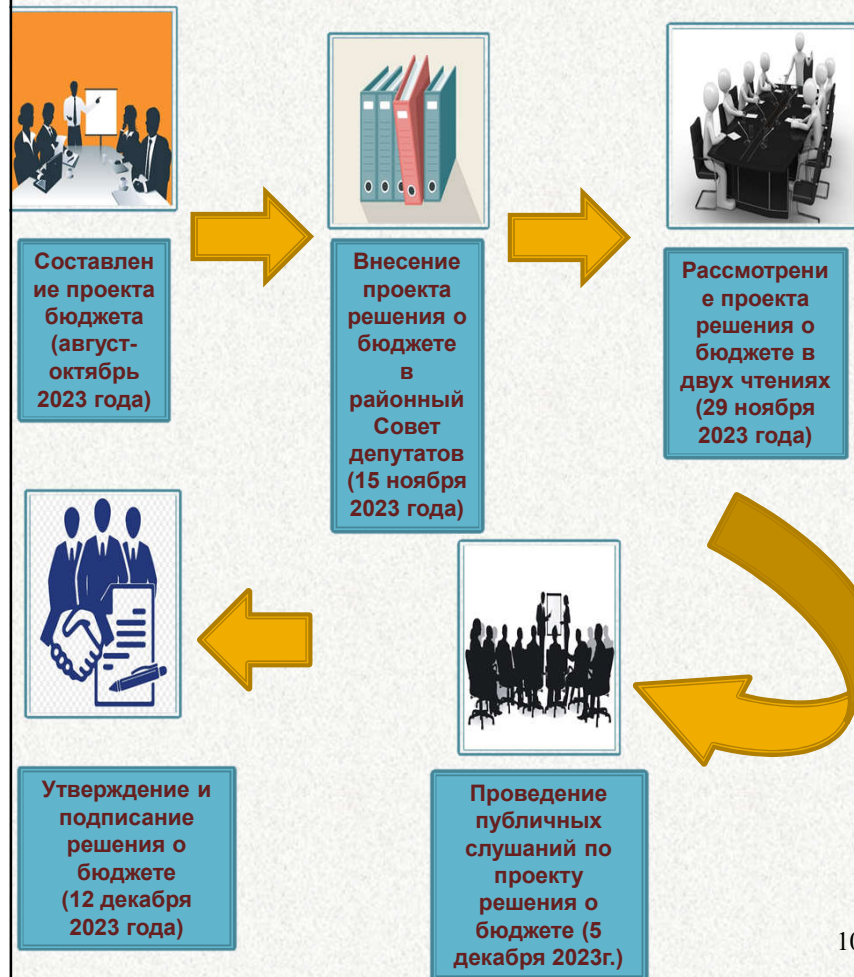 Составлен
ие проекта
бюджета
(август-
октябрь
2023 года)
Внесение
проекта
решения о
бюджете
в
районный
Совет
депутатов
(15 ноября
2023 года)
Рассмотрени
е проекта
решения о
бюджете в
двух чтениях
(29 ноября
2023 года)
Проведение
публичных
слушаний по
проекту
решения о
бюджете (5
декабря 2023г.)
Утверждение и
подписание
решения о
бюджете
(12 декабря
2023 года)
10